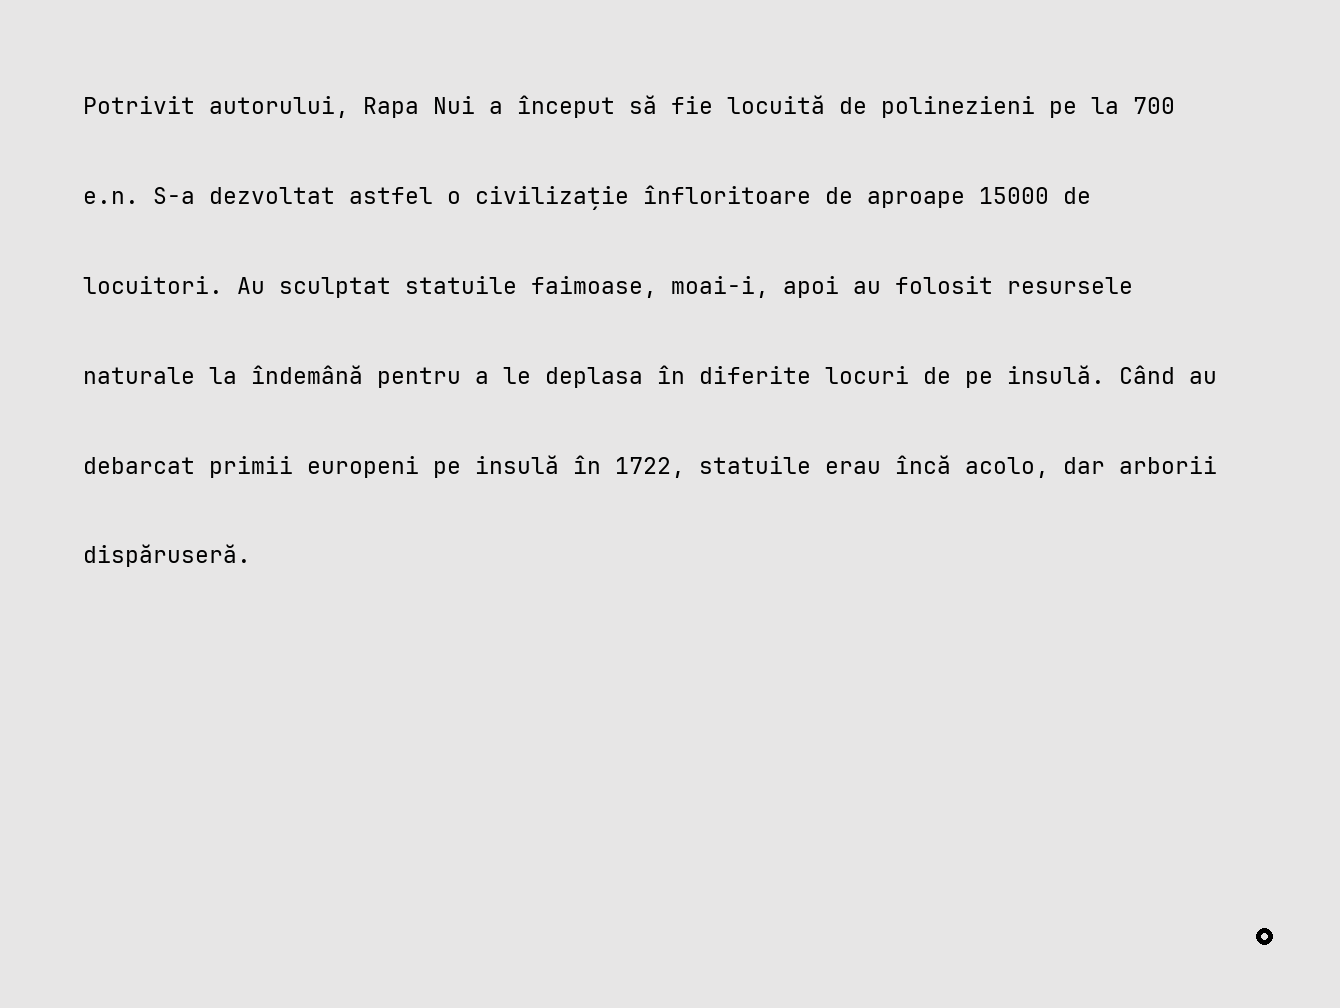 Potrivit autorului, Rapa Nui a început să fie locuită de polinezieni pe la 700
e.n. S-a dezvoltat astfel o civilizație înfloritoare de aproape 15000 de
locuitori. Au sculptat statuile faimoase, moai-i, apoi au folosit resursele
naturale la îndemână pentru a le deplasa în diferite locuri de pe insulă. Când au
debarcat primii europeni pe insulă în 1722, statuile erau încă acolo, dar arborii
dispăruseră.